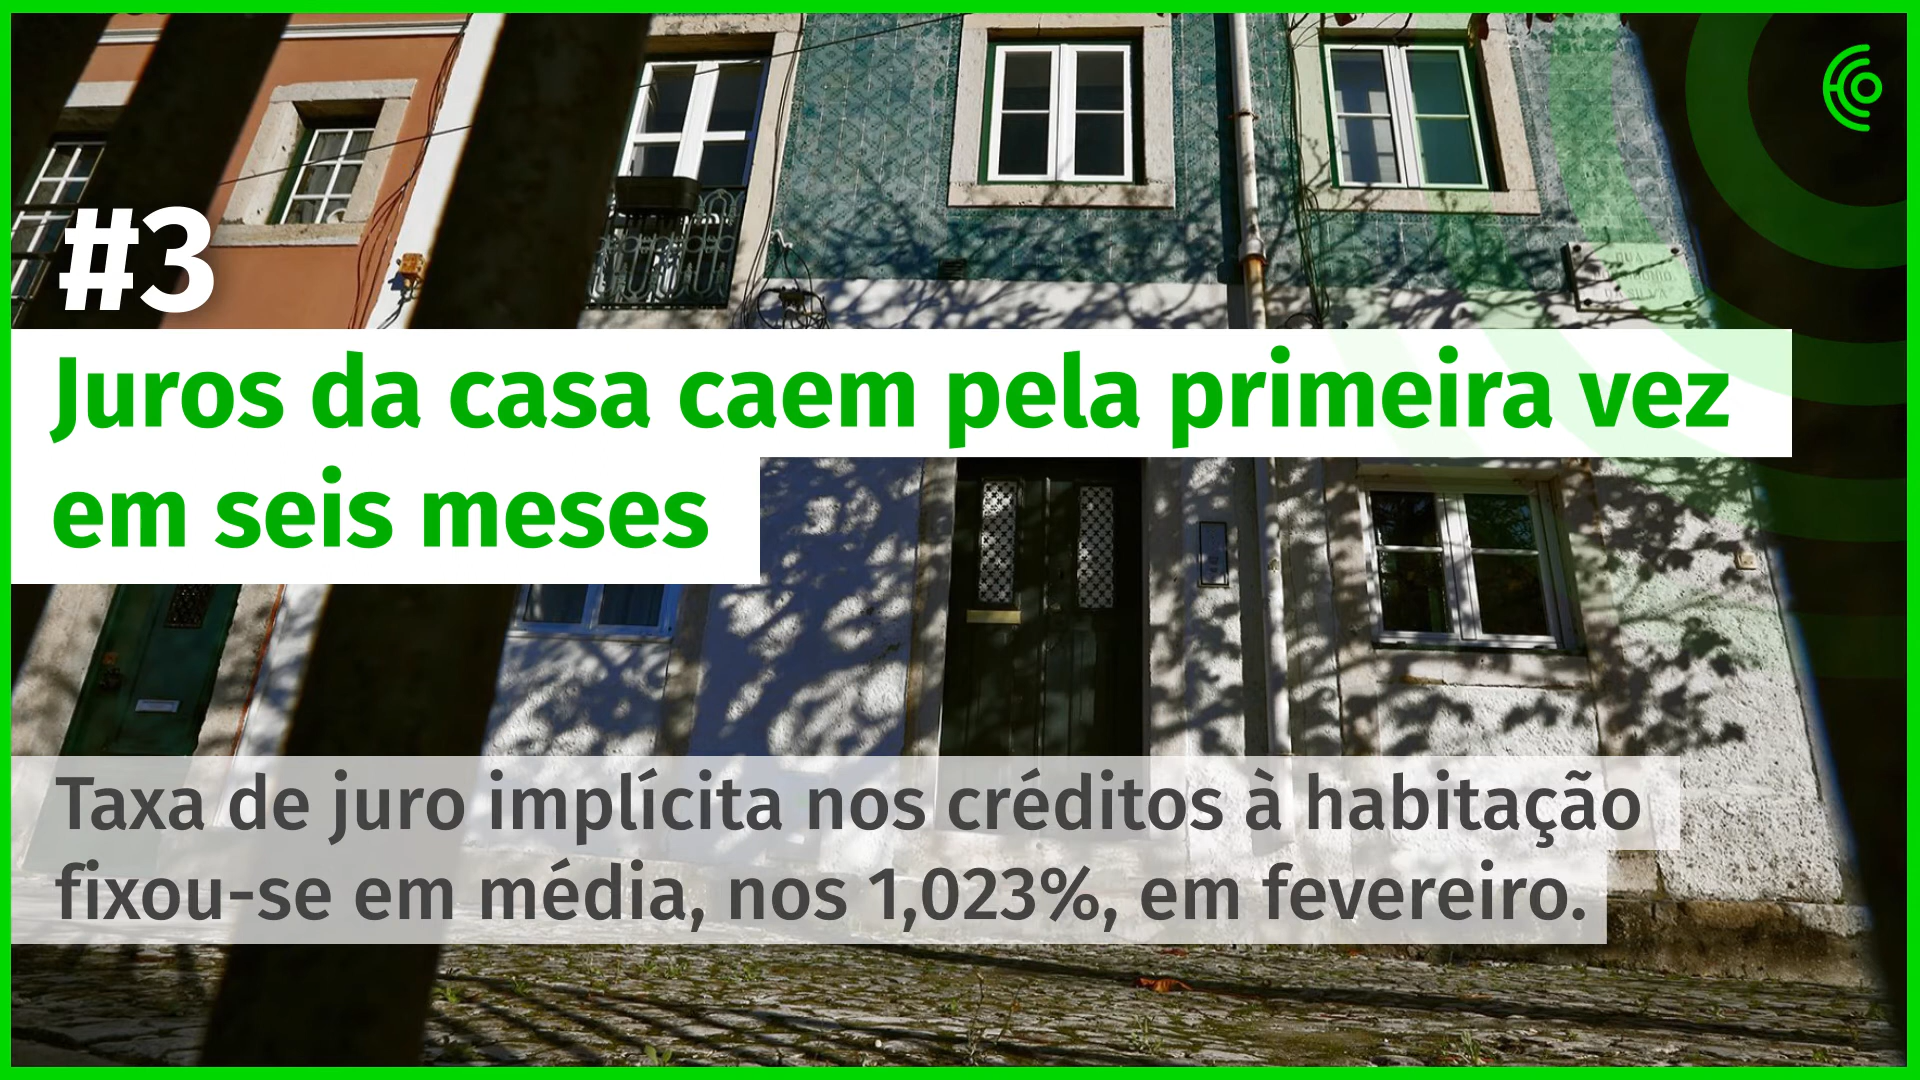 #3
Juros da casa caem pela primeira vez
em seis meses
Taxa de juro implícita nos créditos à habitação
fixou-se em média, nos 1,023%, em fevereiro.